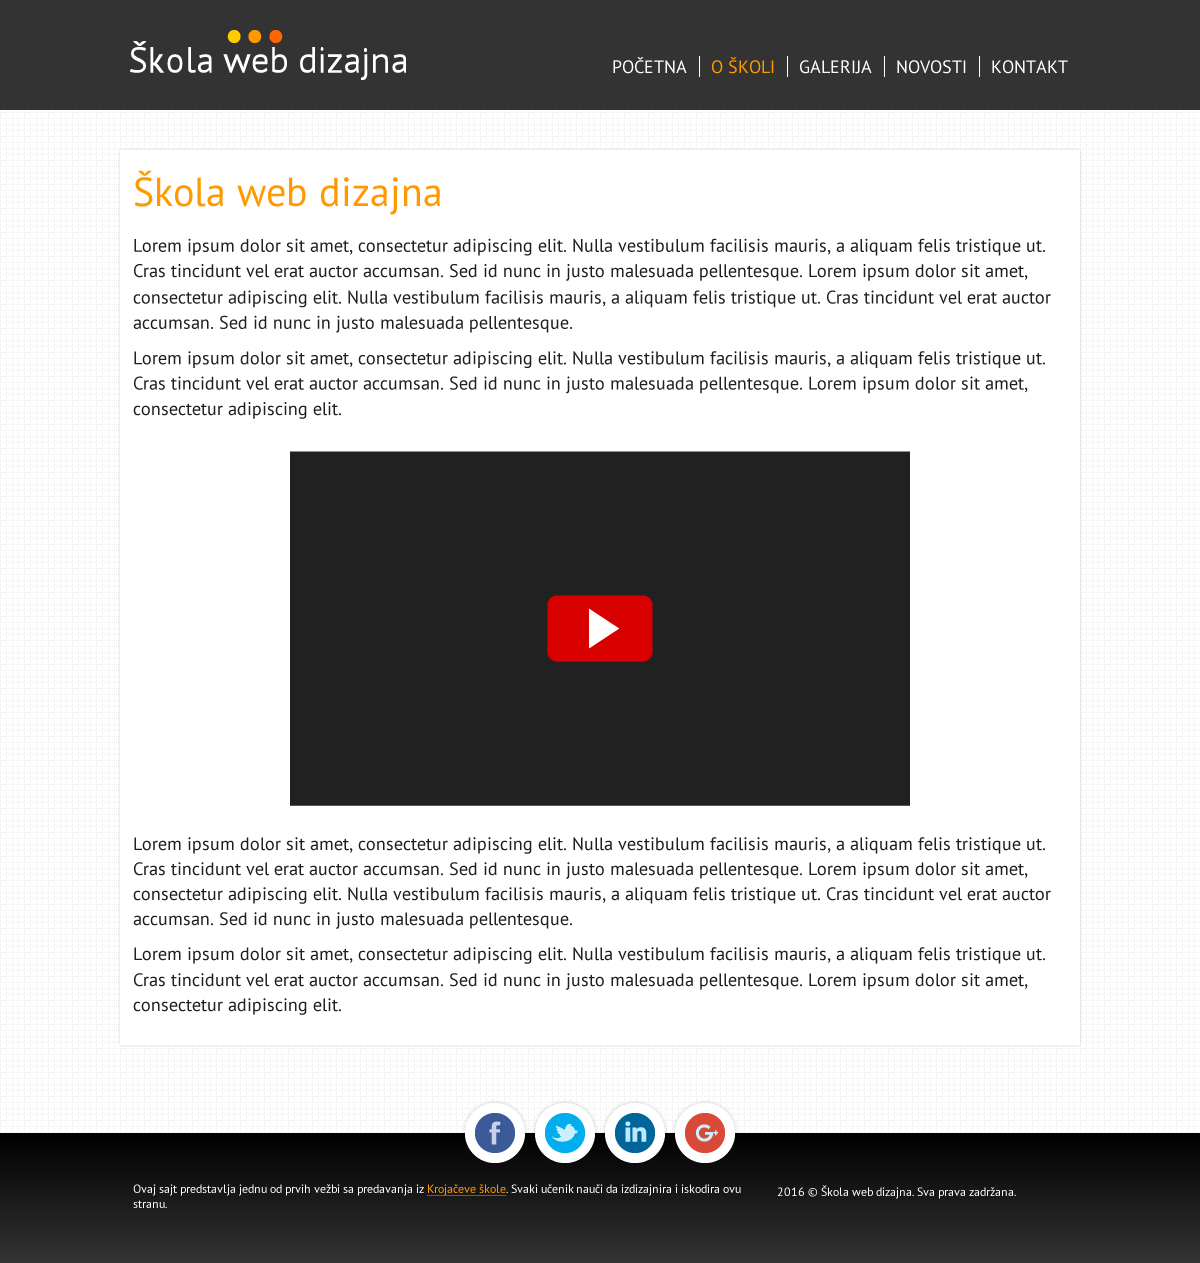 Škola web dizajna
POČETNA
O ŠKOLI
GALERIJA
NOVOSTI
KONTAKT
Škola web dizajna
Lorem ipsum dolor sit amet, consectetur adipiscing elit. Nulla vestibulum facilisis mauris, a aliquam felis tristique ut.
Cras tincidunt vel erat auctor accumsan. Sed id nunc in justo malesuada pellentesque. Lorem ipsum dolor sit amet,
consectetur adipiscing elit. Nulla vestibulum facilisis mauris, a aliquam felis tristique ut. Cras tincidunt vel erat auctor
accumsan. Sed id nunc in justo malesuada pellentesque.
Lorem ipsum dolor sit amet, consectetur adipiscing elit. Nulla vestibulum facilisis mauris, a aliquam felis tristique ut.
Cras tincidunt vel erat auctor accumsan. Sed id nunc in justo malesuada pellentesque. Lorem ipsum dolor sit amet,
consectetur adipiscing elit.
Lorem ipsum dolor sit amet, consectetur adipiscing elit. Nulla vestibulum facilisis mauris, a aliquam felis tristique ut.
Cras tincidunt vel erat auctor accumsan. Sed id nunc in justo malesuada pellentesque. Lorem ipsum dolor sit amet,
consectetur adipiscing elit. Nulla vestibulum facilisis mauris, a aliquam felis tristique ut. Cras tincidunt vel erat auctor
accumsan. Sed id nunc in justo malesuada pellentesque.
Lorem ipsum dolor sit amet, consectetur adipiscing elit. Nulla vestibulum facilisis mauris, a aliquam felis tristique ut.
Cras tincidunt vel erat auctor accumsan. Sed id nunc in justo malesuada pellentesque. Lorem ipsum dolor sit amet,
consectetur adipiscing elit.
f
in
G+
Ovaj sajt predstavlja jednu od prvih vežbi sa predavanja iz Krojačeve škole. Svaki učenik nauči da izdizajnira i iskodira ovu
stranu.
2016 © Škola web dizajna. Sva prava zadržana.